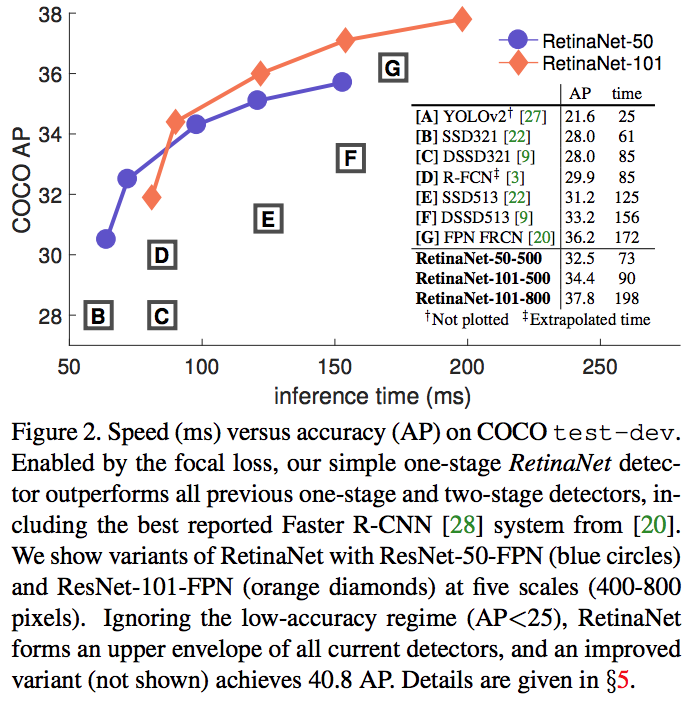 38
36
34
32
30
28
COCO AP
50
100
150
200
250
inference time (ms)
B
C
D
E
F
G
RetinaNet-50
RetinaNet-101
AP time
[A] YOLOv2† [27] 21.6 25
[B] SSD321 [22] 28.0 61
[C] DSSD321 [9] 28.0 85
[D] R-FCN‡ [3] 29.9 85
[E] SSD513 [22] 31.2 125
[F] DSSD513 [9] 33.2 156
[G] FPN FRCN [20] 36.2 172
RetinaNet-50-500 32.5 73
RetinaNet-101-500 34.4 90
RetinaNet-101-800 37.8 198
†Not plotted ‡Extrapolated time
Figure 2. Speed (ms) versus accuracy (AP) on COCO test-dev.
Enabled by the focal loss, our simple one-stage RetinaNet detec-
tor outperforms all previous one-stage and two-stage detectors, in-
cluding the best reported Faster R-CNN [28] system from [20].
We show variants of RetinaNet with ResNet-50-FPN (blue circles)
and ResNet-101-FPN (orange diamonds) at five scales (400-800
pixels). Ignoring the low-accuracy regime (AP<25), RetinaNet
forms an upper envelope of all current detectors, and an improved
variant (not shown) achieves 40.8 AP. Details are given in §5.